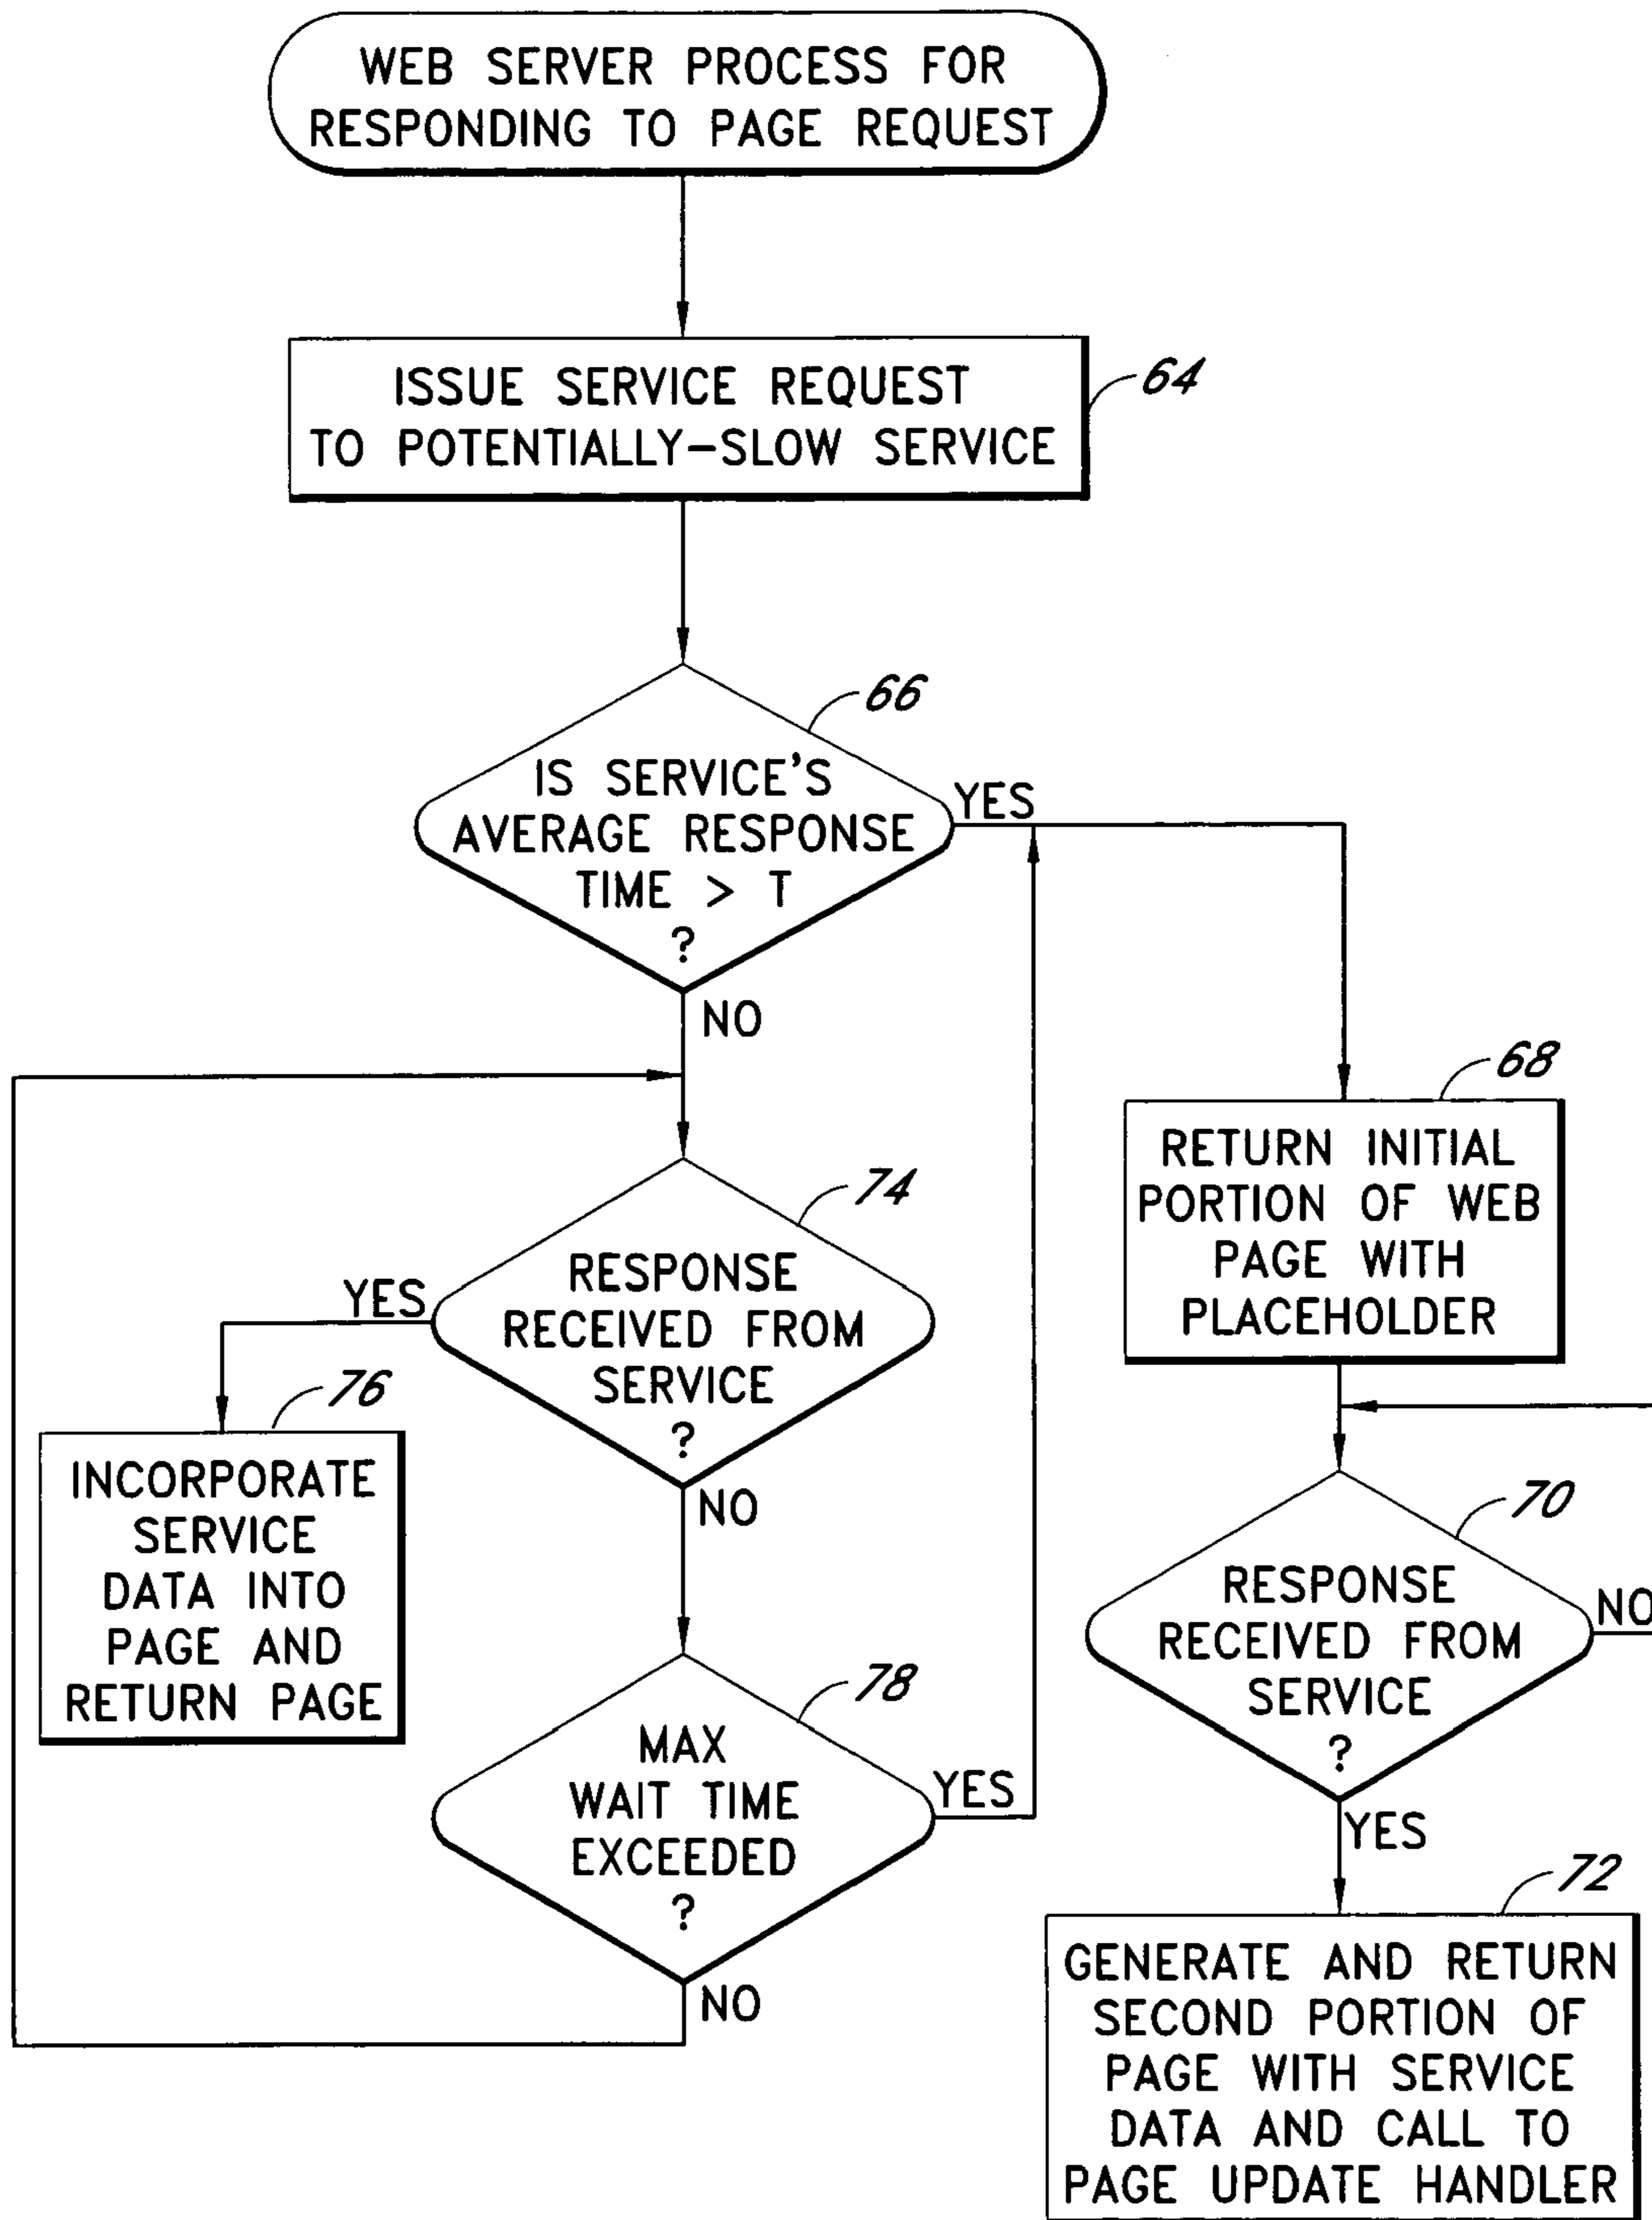 WEB SERVER PROCESS FOR
RESPONDING TO PAGE REQUEST
ISSUE SERVICE REQUEST
TO POTENTIALLY-SLOW SERVICE
64
66
IS SERVICE'S
AVERAGE RESPONSE
TIME > T
?
YES
NO
68
RETURN INITIAL
PORTION OF WEB
PAGE WITH
PLACEHOLDER
74
RESPONSE
RECEIVED FROM
SERVICE
?
YES
NO
76
INCORPORATE
SERVICE
DATA INTO
PAGE AND
RETURN PAGE
70
RESPONSE
RECEIVED FROM
SERVICE
?
NO
YES
78
MAX
WAIT TIME
EXCEEDED
?
YES
NO
72
GENERATE AND RETURN
SECOND PORTION OF
PAGE WITH SERVICE
DATA AND CALL TO
PAGE UPDATE HANDLER